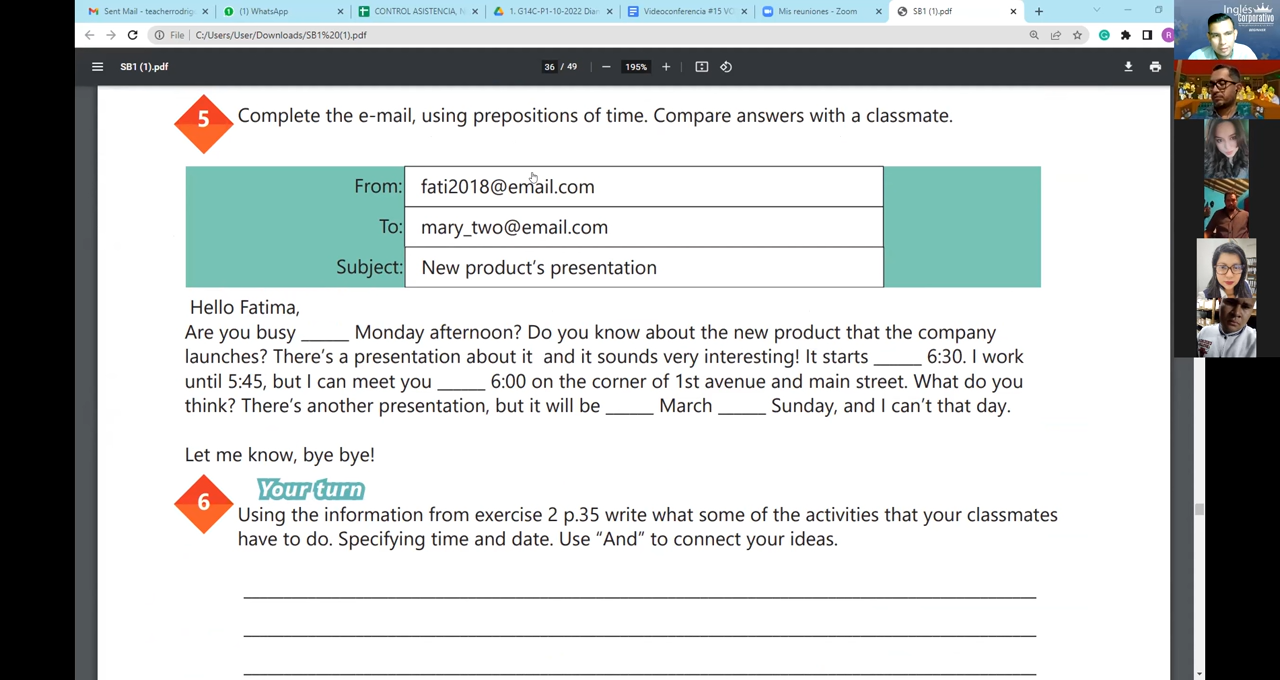 Sent Mail - teacherrodrig
(1) WhatsApp
CONTROL ASISTENCIA, N
1. G14C-P1-10-2022 Dian
Videoconferencia #15 VO
Mis reuniones - Zoom
SB1 (1).pdf
File C:/Users/User/Downloads/SB1%20(1).pdf
Inglés
Corporativo
SB1 (1).pdf
36 / 49
195%
5 Complete the e-mail, using prepositions of time. Compare answers with a classmate.
From: fati2018@email.com
To: mary_two@email.com
Subject: New product's presentation
Hello Fatima,
Are you busy _____ Monday afternoon? Do you know about the new product that the company
launches? There's a presentation about it and it sounds very interesting! It starts _____ 6:30. I work
until 5:45, but I can meet you _____ 6:00 on the corner of 1st avenue and main street. What do you
think? There's another presentation, but it will be _____ March _____ Sunday, and I can't that day.
Let me know, bye bye!
6 Your turn
Using the information from exercise 2 p.35 write what some of the activities that your classmates
have to do. Specifying time and date. Use “And” to connect your ideas.